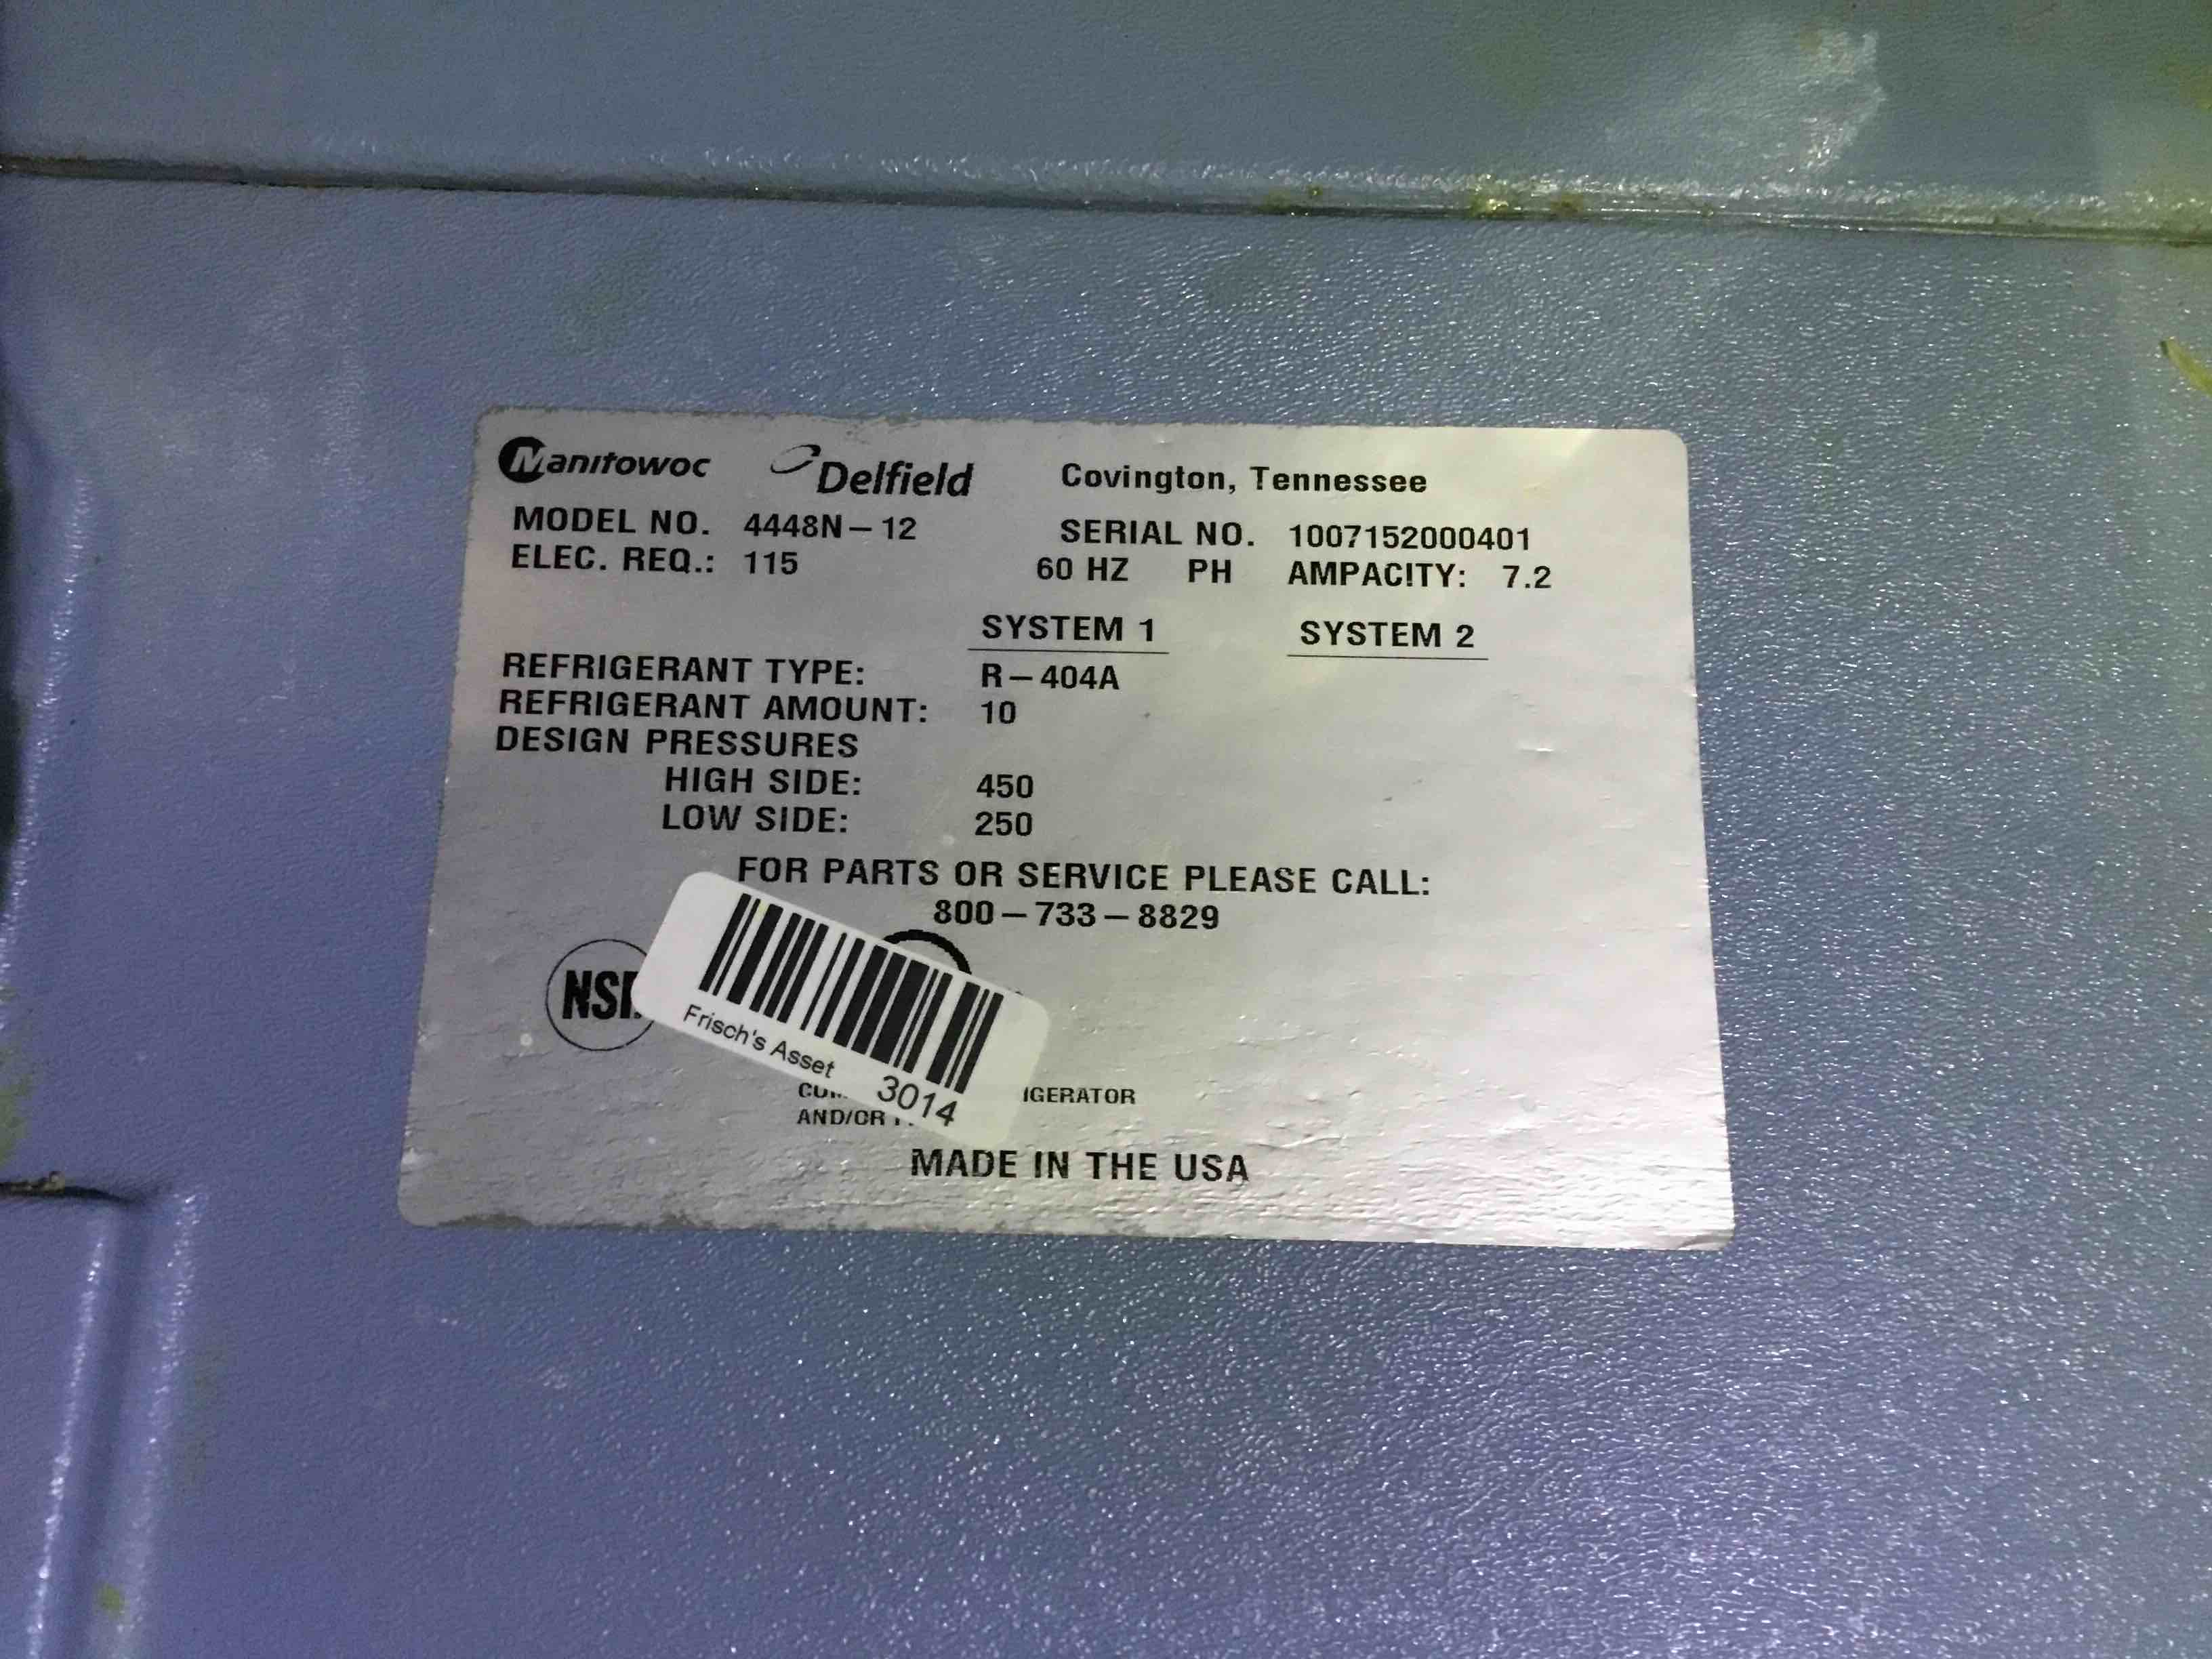 Manitowoc Delfield Covington, Tennessee
MODEL NO. 4448N-12 SERIAL NO. 1007152000401
ELEC. REQ.: 115 60 HZ PH AMPACITY: 7.2
SYSTEM 1 SYSTEM 2
REFRIGERANT TYPE: R-404A
REFRIGERANT AMOUNT: 10
DESIGN PRESSURES
HIGH SIDE: 450
LOW SIDE: 250
FOR PARTS OR SERVICE PLEASE CALL:
800-733-8829
Frisch's Asset 3014
AND/OR
MADE IN THE USA